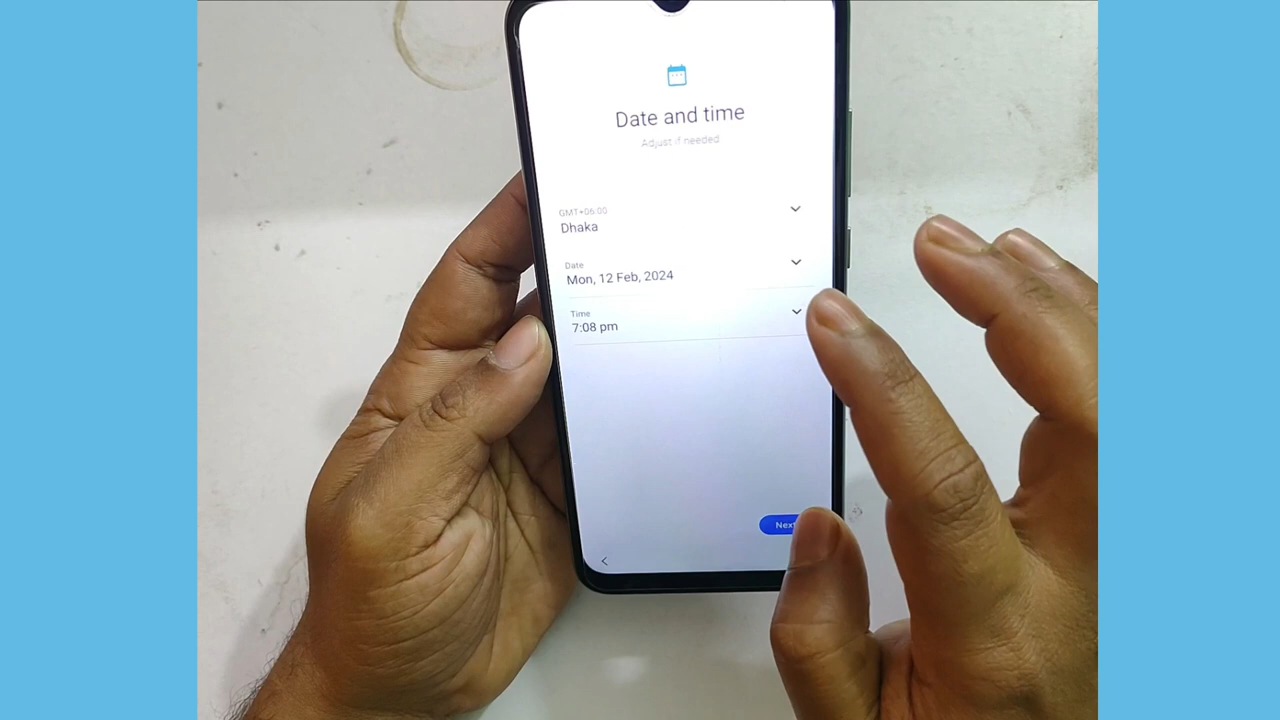 Date and time
Adjust if needed
GMT+06:00
Dhaka
Date
Mon, 12 Feb, 2024
Time
7:08 pm
Next